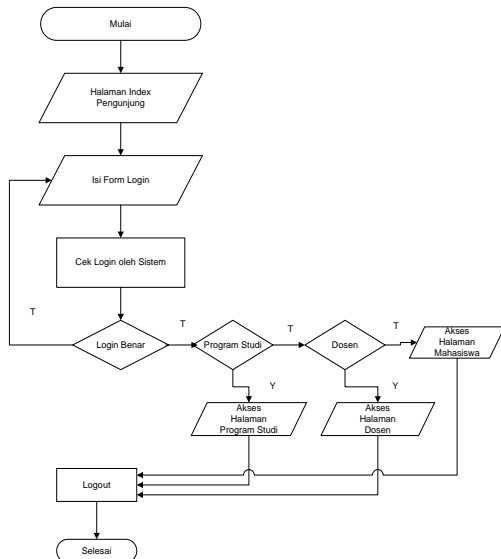 Mulai
Halaman Index
Pengunjung
Isi Form Login
Cek Login oleh Sistem
T
Login Benar
T
Program Studi
T
Dosen
T
Akses
Halaman
Mahasiswa
Y
Y
Akses
Halaman
Program Studi
Akses
Halaman
Dosen
Logout
Selesai